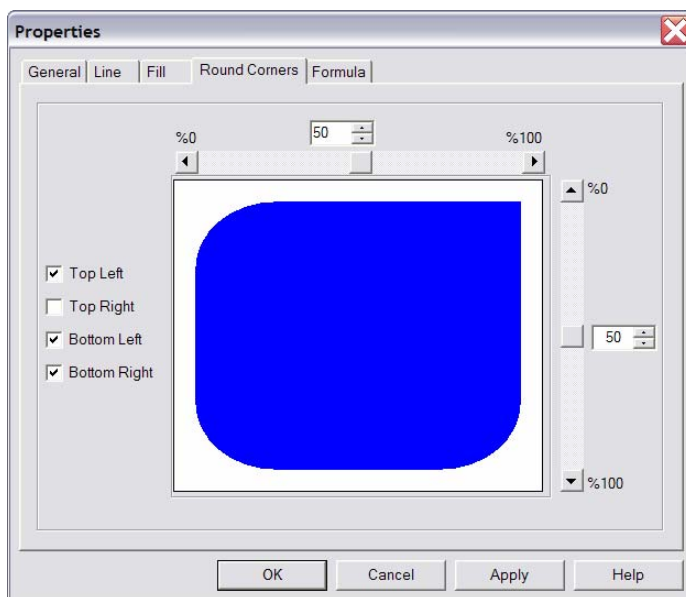 Properties
General Line Fill Round Corners Formula
%0 50 %100
%0
Top Left
Top Right
Bottom Left
Bottom Right
50
%100
OK Cancel Apply Help